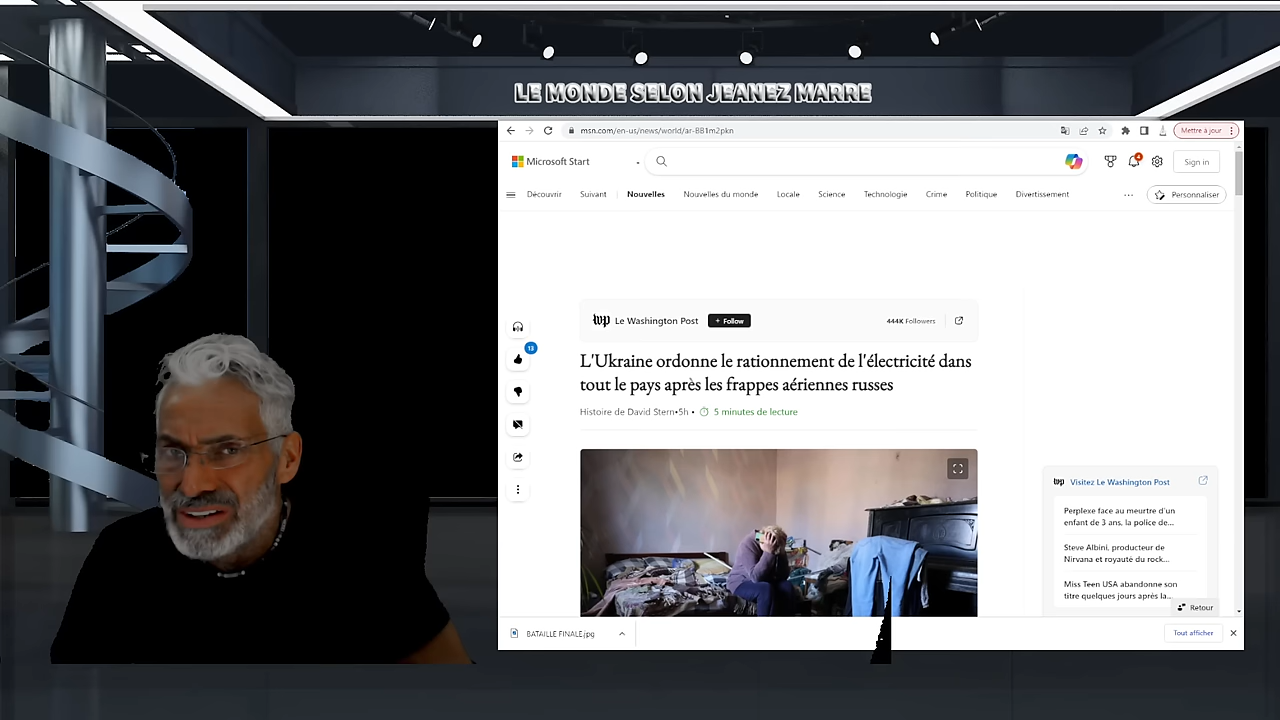 LE MONDE SELON JEANEZ MARRE
msn.com/en-us/news/world/ar-BB1m2pkn
Mettre à jour
Microsoft Start
4
Sign in
Découvrir Suivant Nouvelles Nouvelles du monde Locale Science Technologie Crime Politique Divertissement ... Personnaliser
wp Le Washington Post + Follow 444K Followers
13
L'Ukraine ordonne le rationnement de l'électricité dans
tout le pays après les frappes aériennes russes
Histoire de David Stern•5h • 5 minutes de lecture
wp Visitez Le Washington Post
Perplexe face au meurtre d'un
enfant de 3 ans, la police de...
Steve Albini, producteur de
Nirvana et royauté du rock...
Miss Teen USA abandonne son
titre quelques jours après la...
Retour
BATAILLE FINALE.jpg
Tout afficher